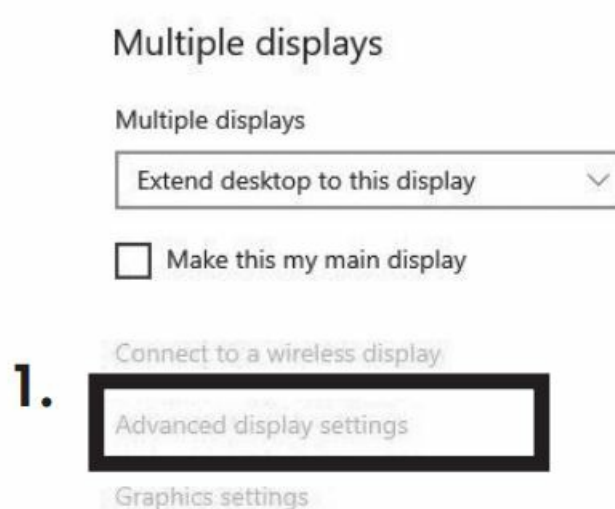 Multiple displays
Multiple displays
Extend desktop to this display
Make this my main display
Connect to a wireless display
1.
Advanced display settings
Graphics settings